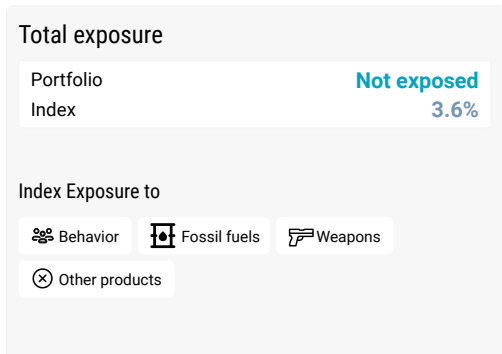 Total exposure
Portfolio Not exposed
Index 3.6%
Index Exposure to
Behavior Fossil fuels Weapons
Other products